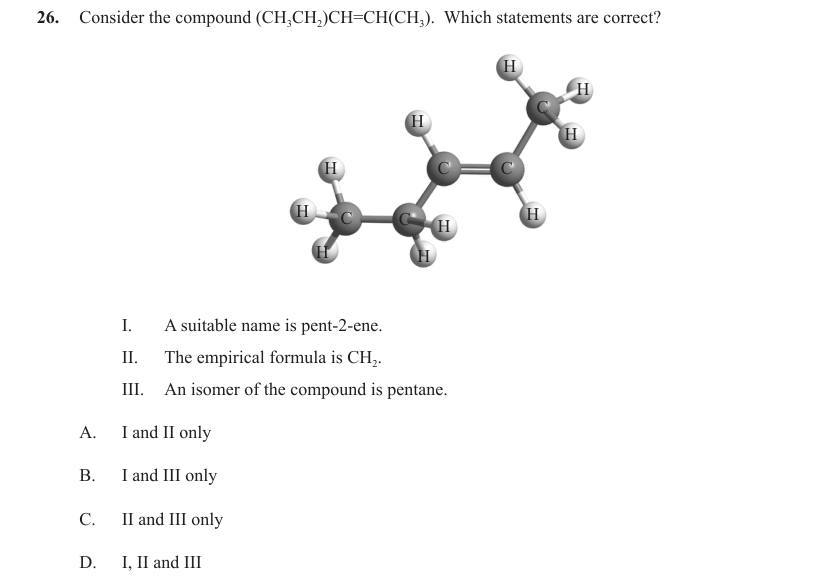 26. Consider the compound (CH₃CH₂)CH=CH(CH₃). Which statements are correct?
H
H
C
H
H
H
C
C
H
H
C
C
H
H
H
H
I. A suitable name is pent-2-ene.
II. The empirical formula is CH₂.
III. An isomer of the compound is pentane.
A. I and II only
B. I and III only
C. II and III only
D. I, II and III